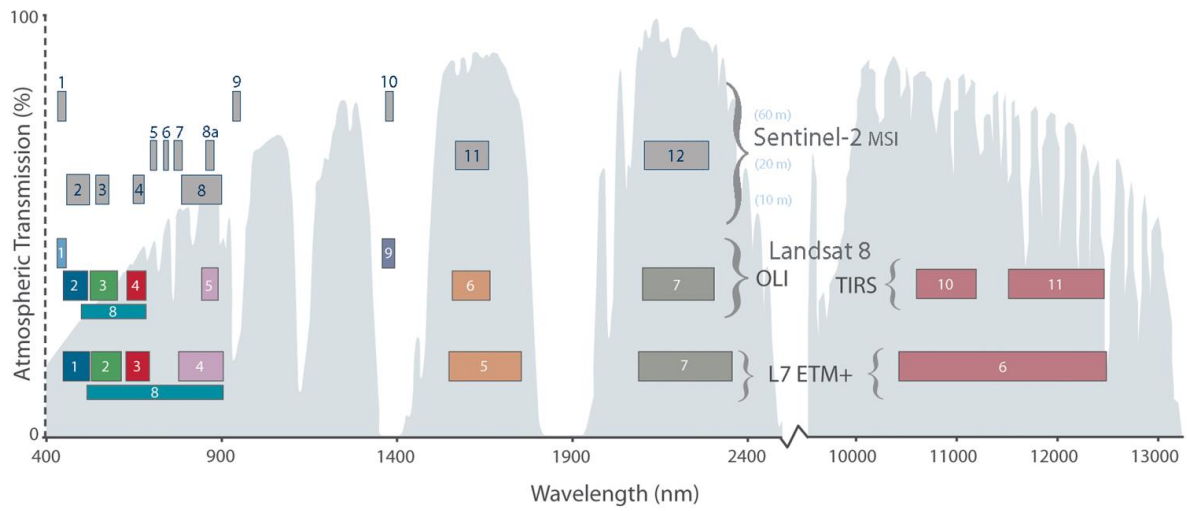 100
Atmospheric Transmission (%)
0
1
9
10
5 6 7 8a
11
12
2 3 4 8
(60 m)
Sentinel-2 MSI
(20 m)
(10 m)
1
9
2 3 4 5
6
7
8
Landsat 8
OLI
TIRS
10
11
1 2 3 4
5
7
8
L7 ETM+
6
400 900 1400 1900 2400 10000 11000 12000 13000
Wavelength (nm)